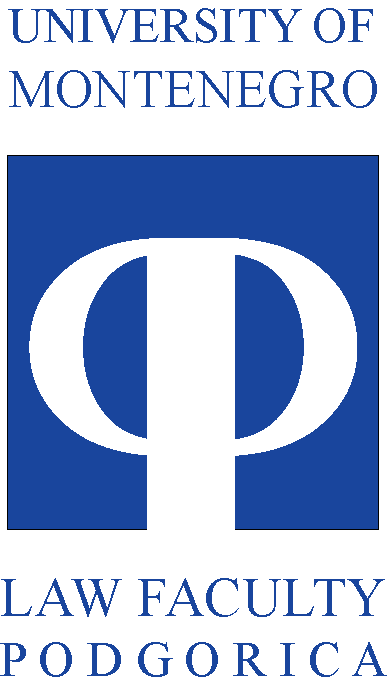 UNIVERSITY OF
MONTENEGRO
LAW FACULTY
PODGORICA